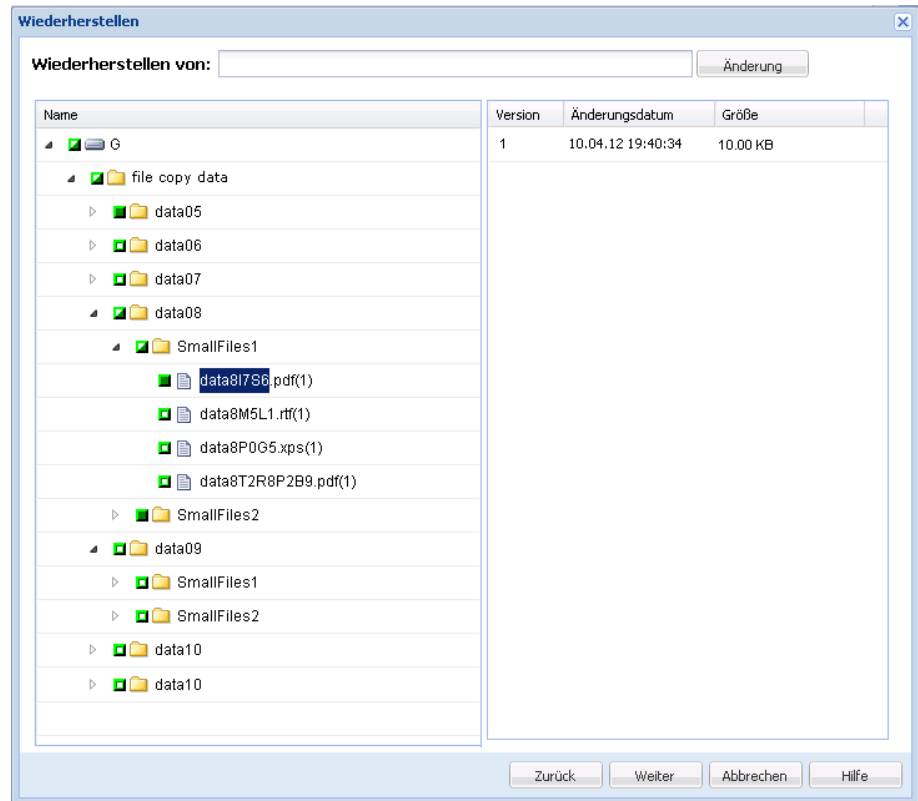 Wiederherstellen
Wiederherstellen von:
Änderung
Name
Version Änderungsdatum Größe
G
1 10.04.12 19:40:34 10.00 KB
file copy data
data05
data06
data07
data08
SmallFiles1
data8I7S6.pdf(1)
data8M5L1.rtf(1)
data8P0G5.xps(1)
data8T2R8P2B9.pdf(1)
SmallFiles2
data09
SmallFiles1
SmallFiles2
data10
data10
Zurück Weiter Abbrechen Hilfe